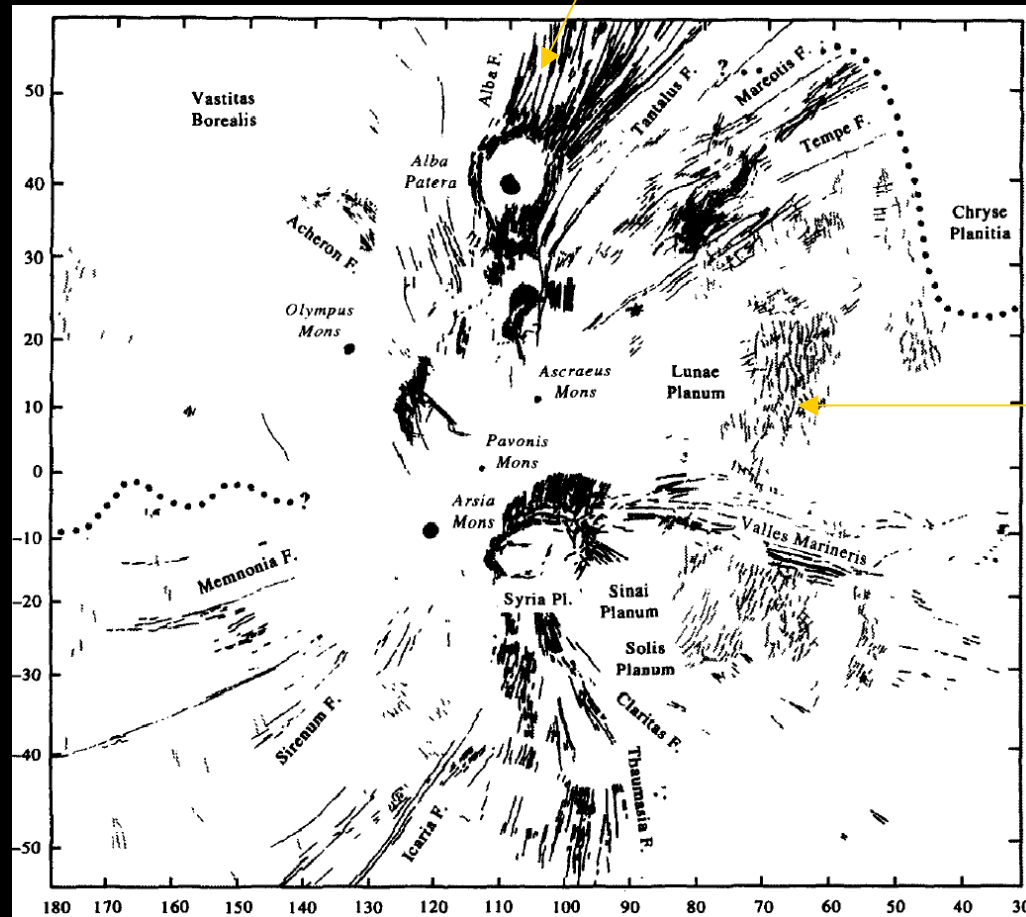 Vastitas
Borealis
Alba F.
Tantalus F.
?
Mareotis F.
Tempe F.
Alba
Patera
Chryse
Planitia
Acheron F.
Olympus
Mons
Ascraeus
Mons
Lunae
Planum
Pavonis
Mons
Arsia
Mons
?
Valles Marineris
Memnonia F.
Syria Pl.
Sinai
Planum
Solis
Planum
Sirenum F.
Claritas F.
Thaumasia F.
Icaria F.
50
40
30
20
10
0
-10
-20
-30
-40
-50
180 170 160 150 140 130 120 110 100 90 80 70 60 50 40 30